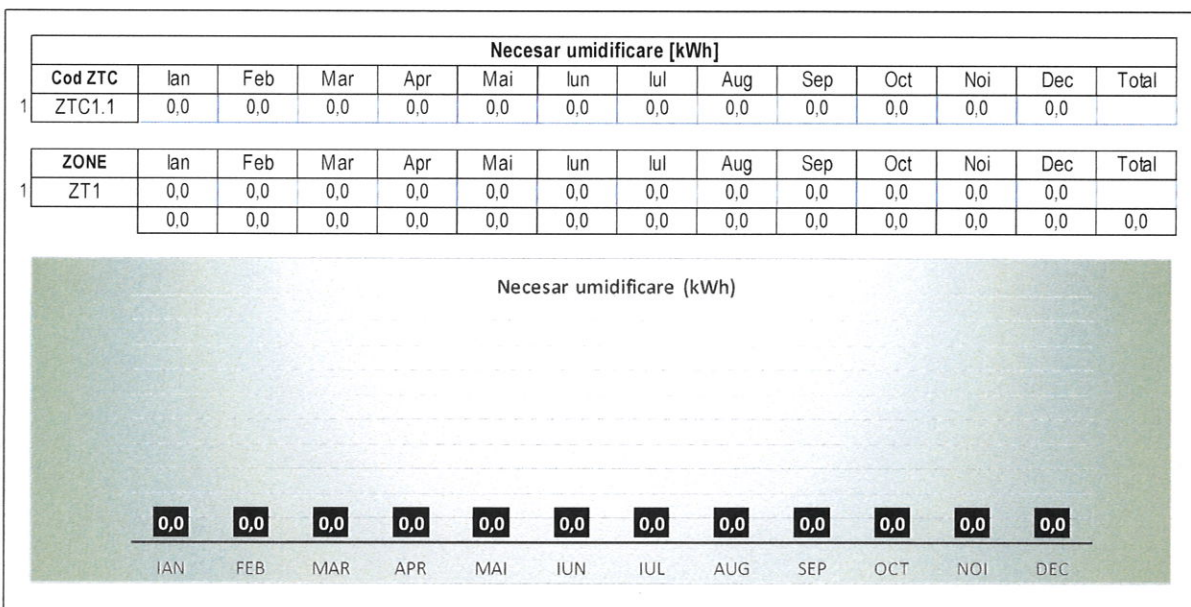 Necesar umidificare [kWh]
Cod ZTC Ian Feb Mar Apr Mai Iun Iul Aug Sep Oct Noi Dec Total
1 ZTC1.1 0,0 0,0 0,0 0,0 0,0 0,0 0,0 0,0 0,0 0,0 0,0 0,0
ZONE Ian Feb Mar Apr Mai Iun Iul Aug Sep Oct Noi Dec Total
1 ZT1 0,0 0,0 0,0 0,0 0,0 0,0 0,0 0,0 0,0 0,0 0,0 0,0
0,0 0,0 0,0 0,0 0,0 0,0 0,0 0,0 0,0 0,0 0,0 0,0 0,0
Necesar umidificare (kWh)
0,0 0,0 0,0 0,0 0,0 0,0 0,0 0,0 0,0 0,0 0,0 0,0
IAN FEB MAR APR MAI IUN IUL AUG SEP OCT NOI DEC